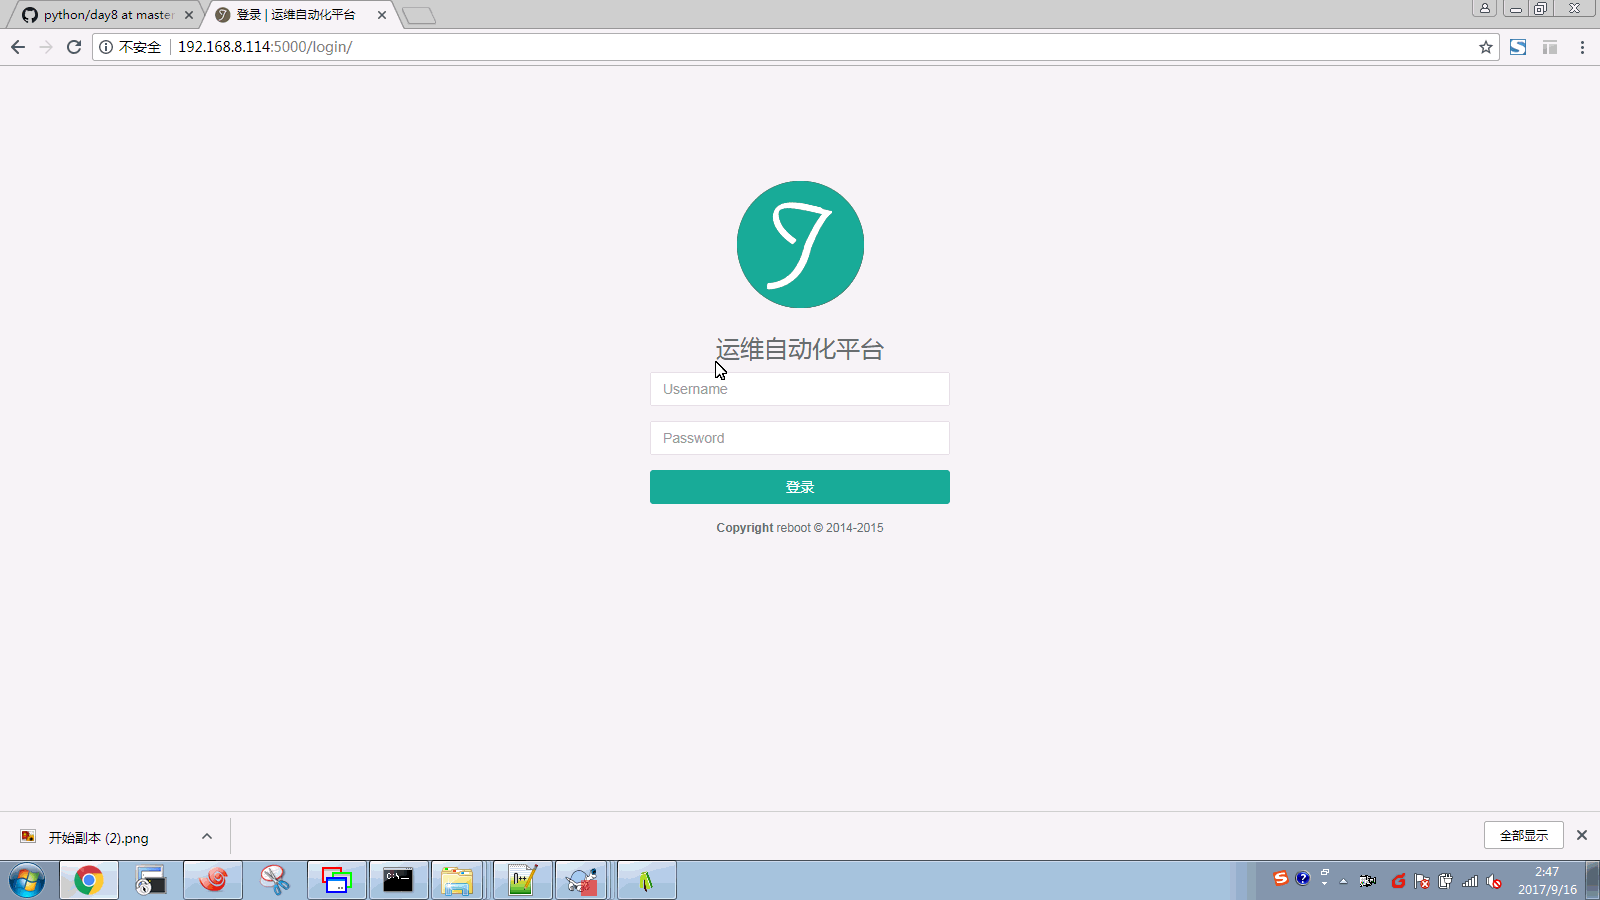 python/day8 at master
登录 | 运维自动化平台
不安全
192.168.8.114:5000/login/
运维自动化平台
Username
Password
登录
Copyright reboot © 2014-2015
开始副本 (2).png
全部显示
2:47
2017/9/16